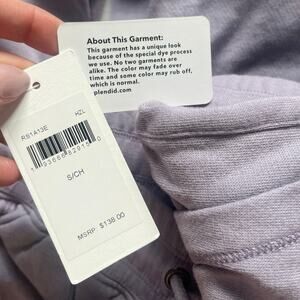 About This Garment:
This garment has a unique look
because of the special dye process
we use. No two garments are
alike. The color may fade over
time and some color may rub off,
which is normal.
splendid.com
RS1A13E
HZL
S/CH
MSRP: $138.00